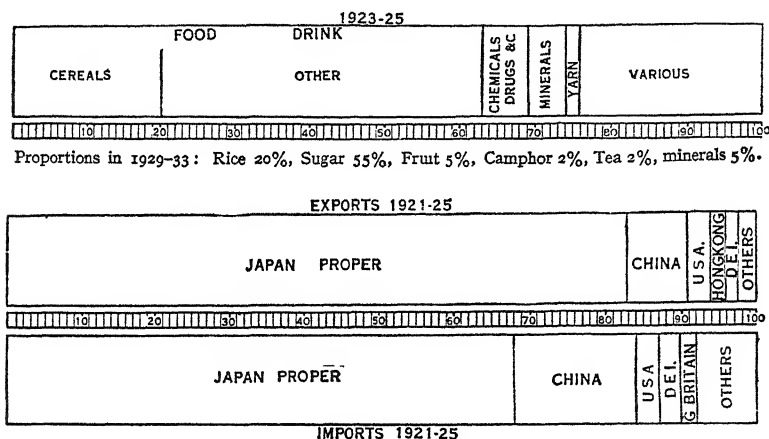 1923-25
FOOD DRINK
CEREALS
OTHER
CHEMICALS
DRUGS &C
MINERALS
YARN
VARIOUS
10 20 30 40 50 60 70 80 90 100
Proportions in 1929-33: Rice 20%, Sugar 55%, Fruit 5%, Camphor 2%, Tea 2%, minerals 5%.
EXPORTS 1921-25
JAPAN PROPER
CHINA
U S A.
HONGKONG
D E I.
OTHERS
10 20 30 40 50 60 70 80 90 100
JAPAN PROPER
CHINA
U S A
D E I.
G BRITAIN
OTHERS
IMPORTS 1921-25